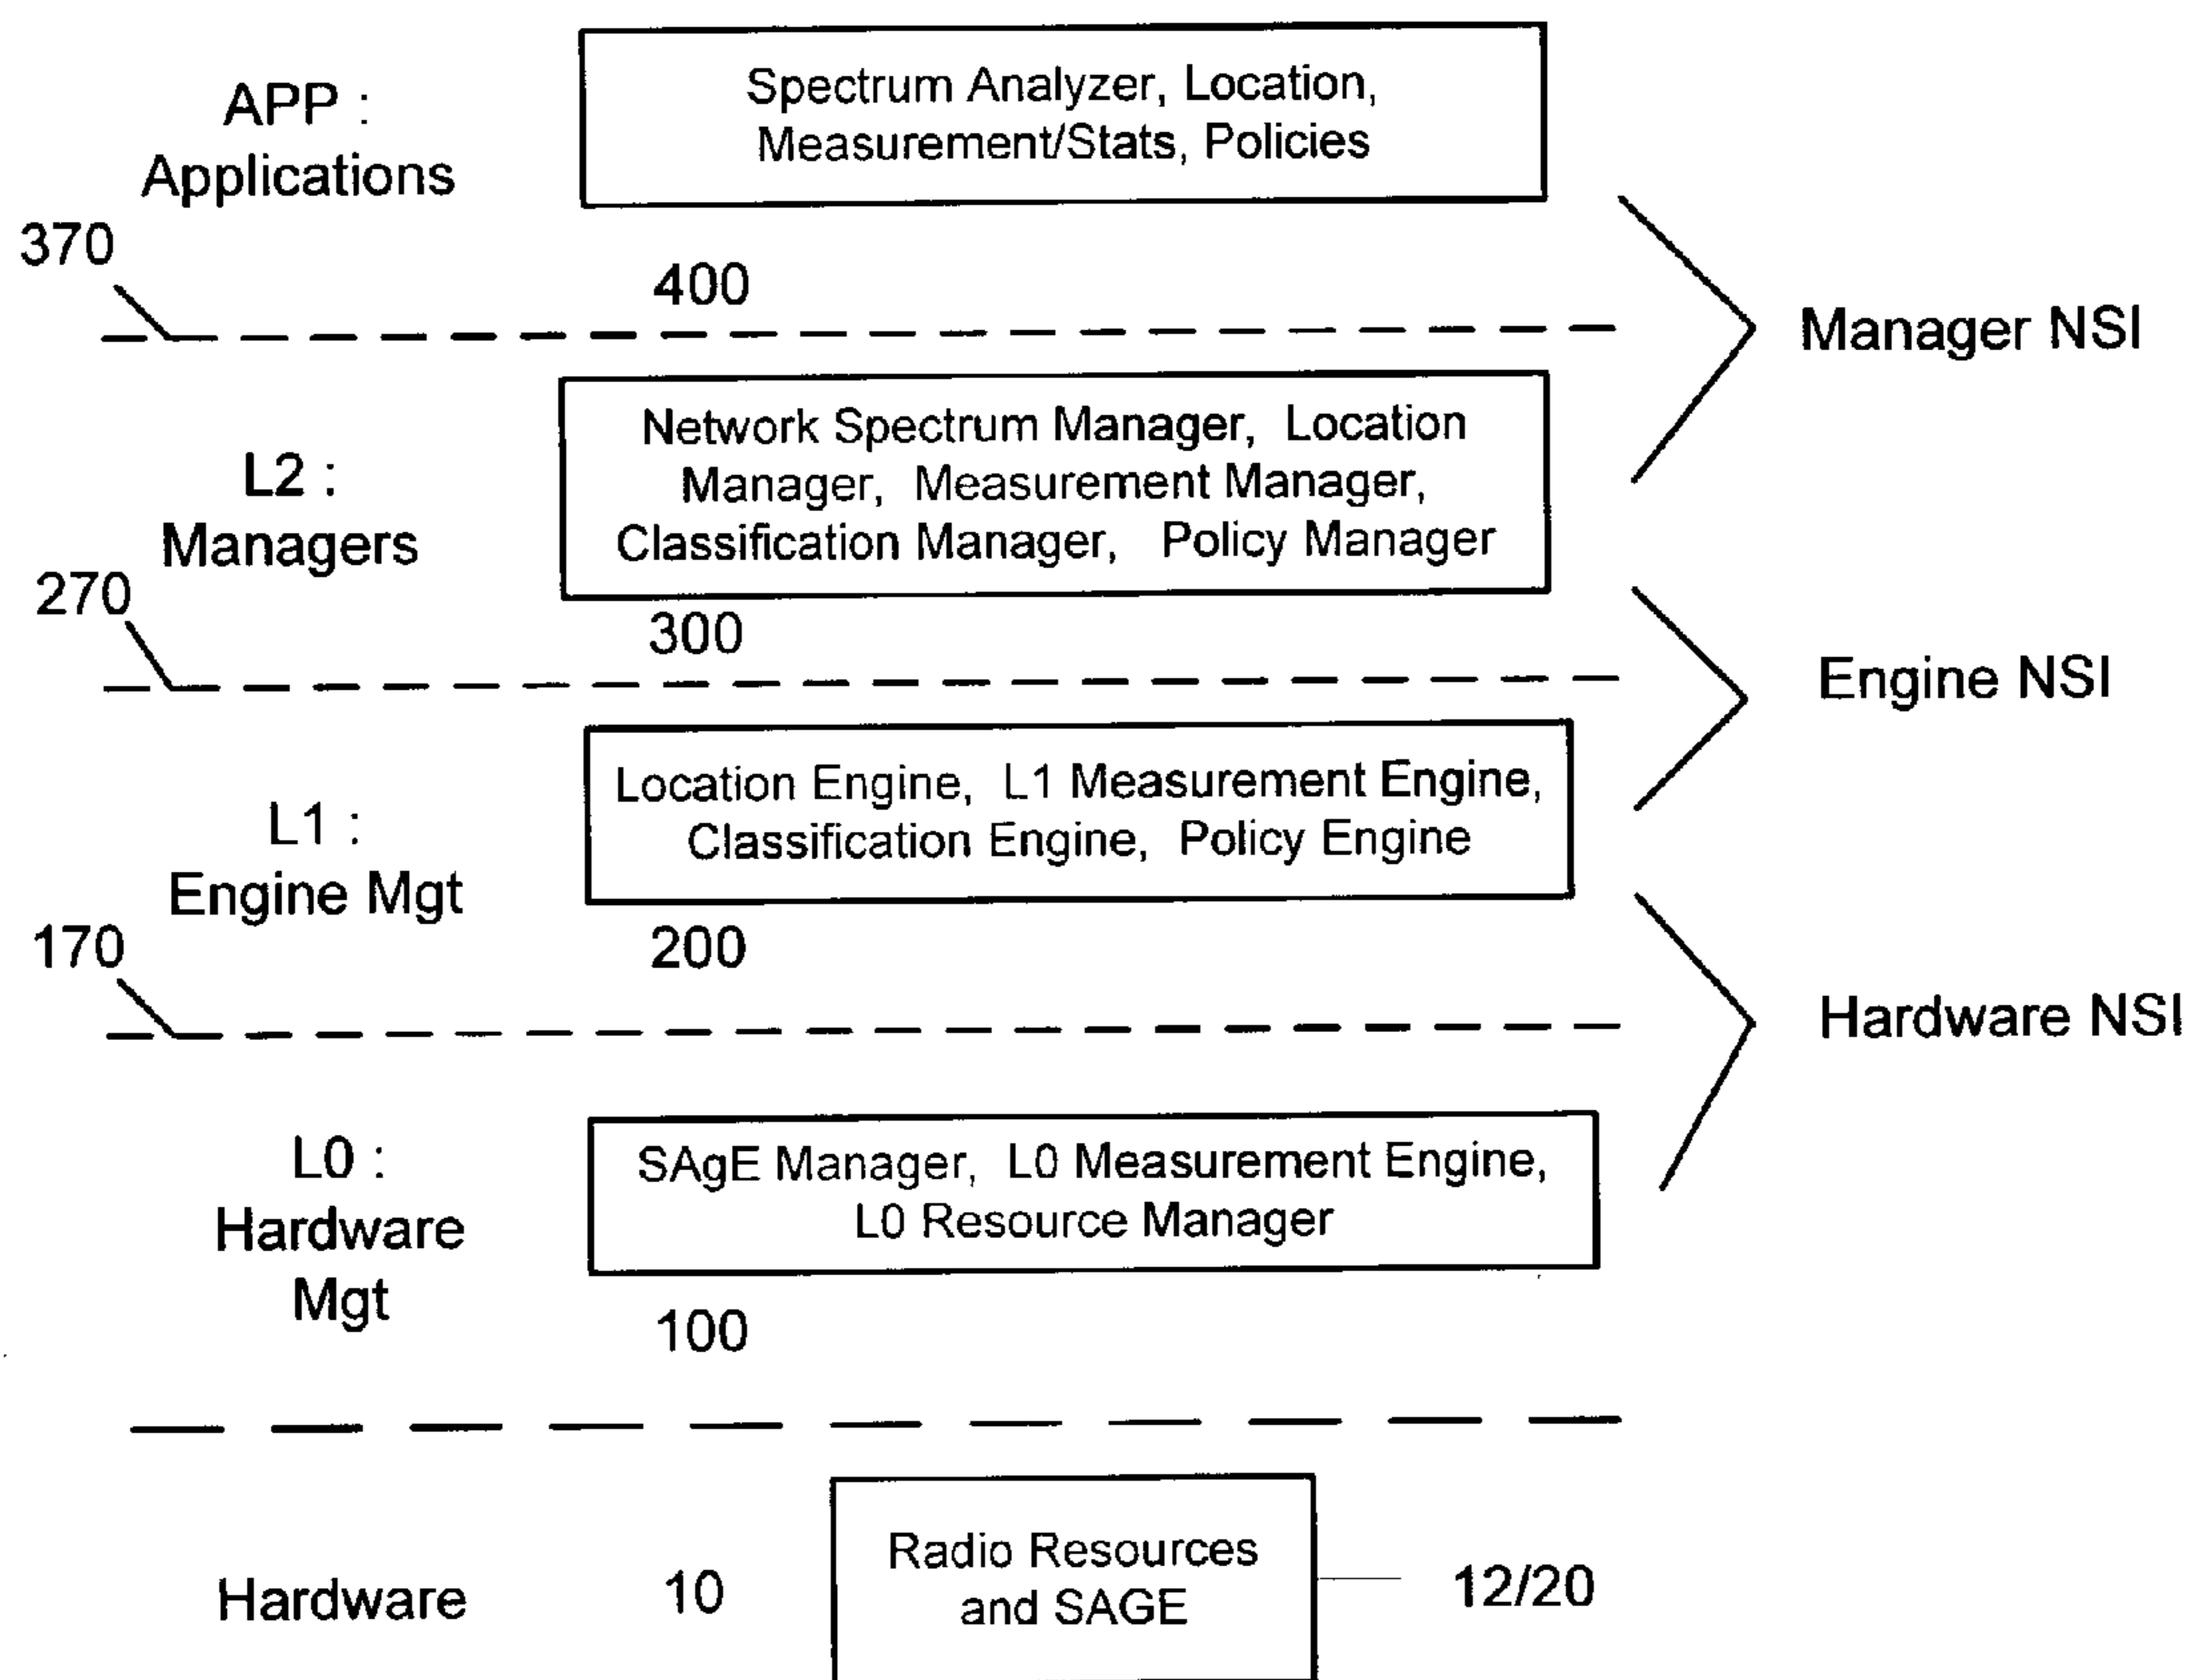 APP :
Applications
Spectrum Analyzer, Location,
Measurement/Stats, Policies
370
400
Manager NSI
L2 :
Managers
Network Spectrum Manager, Location
Manager, Measurement Manager,
Classification Manager, Policy Manager
270
300
Engine NSI
L1 :
Engine Mgt
Location Engine, L1 Measurement Engine,
Classification Engine, Policy Engine
170
200
Hardware NSI
L0 :
Hardware
Mgt
SAgE Manager, L0 Measurement Engine,
L0 Resource Manager
100
Hardware
10
Radio Resources
and SAGE
12/20